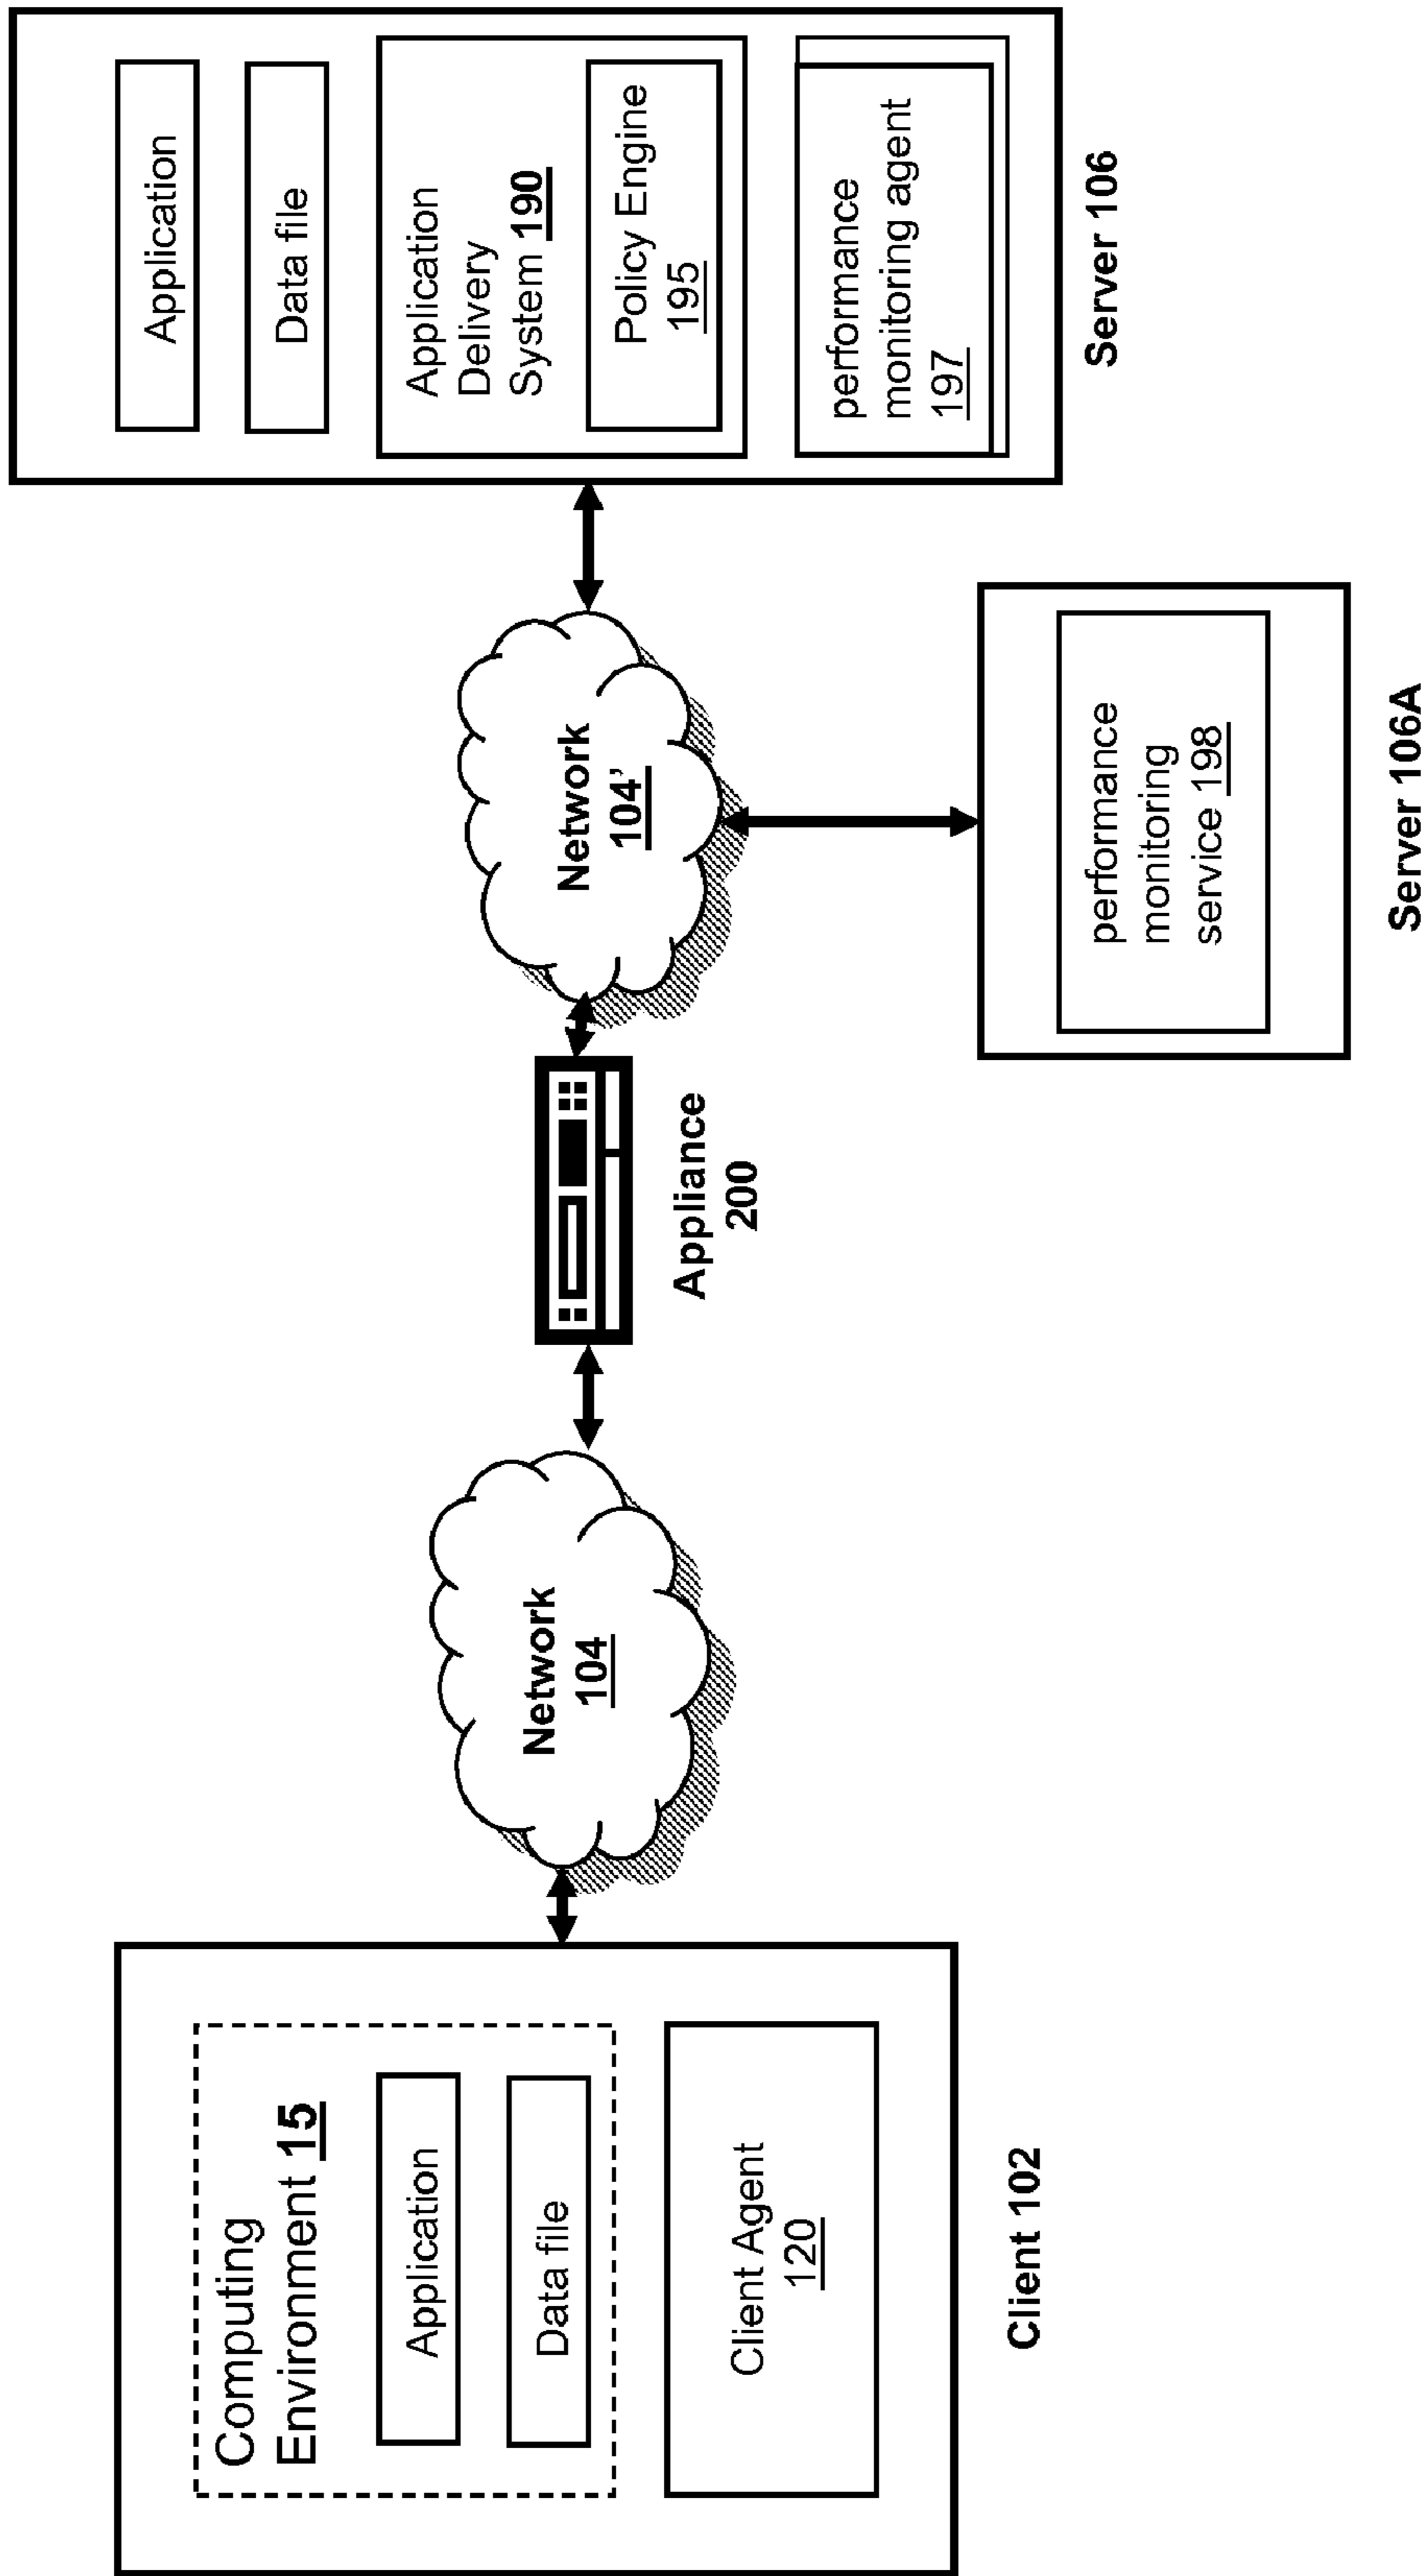 Computing
Environment 15
Application
Data file
Client Agent
120
Client 102
Network
104
Appliance
200
Network
104’
performance
monitoring
service 198
Server 106A
Application
Data file
Application
Delivery
System 190
Policy Engine
195
performance
monitoring agent
197
Server 106